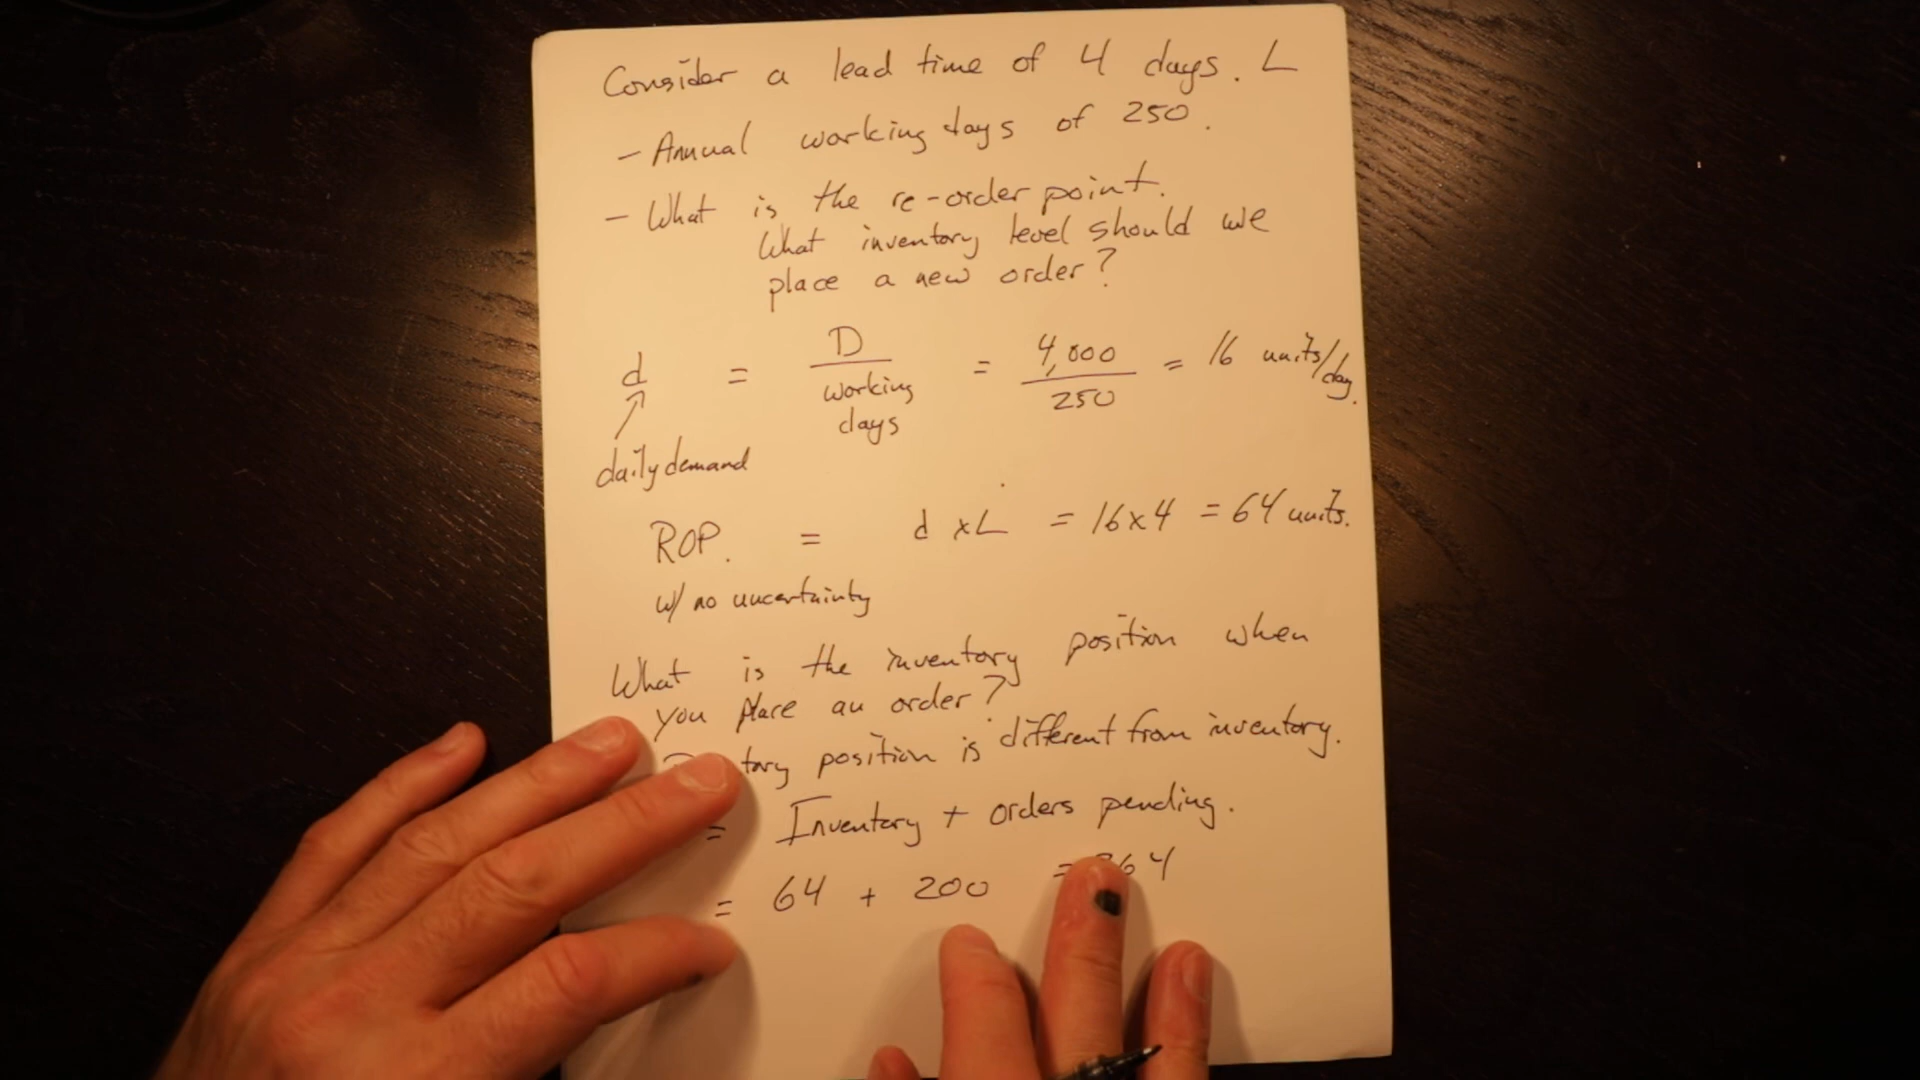 Consider a lead time of 4 days. L
- Annual working days of 250.
- What is the re-order point.
What inventory level should we
place a new order?
d = D / working days = 4,000 / 250 = 16 units/day.
daily demand
ROP. = d x L = 16x4 = 64 units.
w/ no uncertainty
What is the inventory position when
you place an order?
position is different from inventory.
= Inventory + orders pending.
= 64 + 200 =